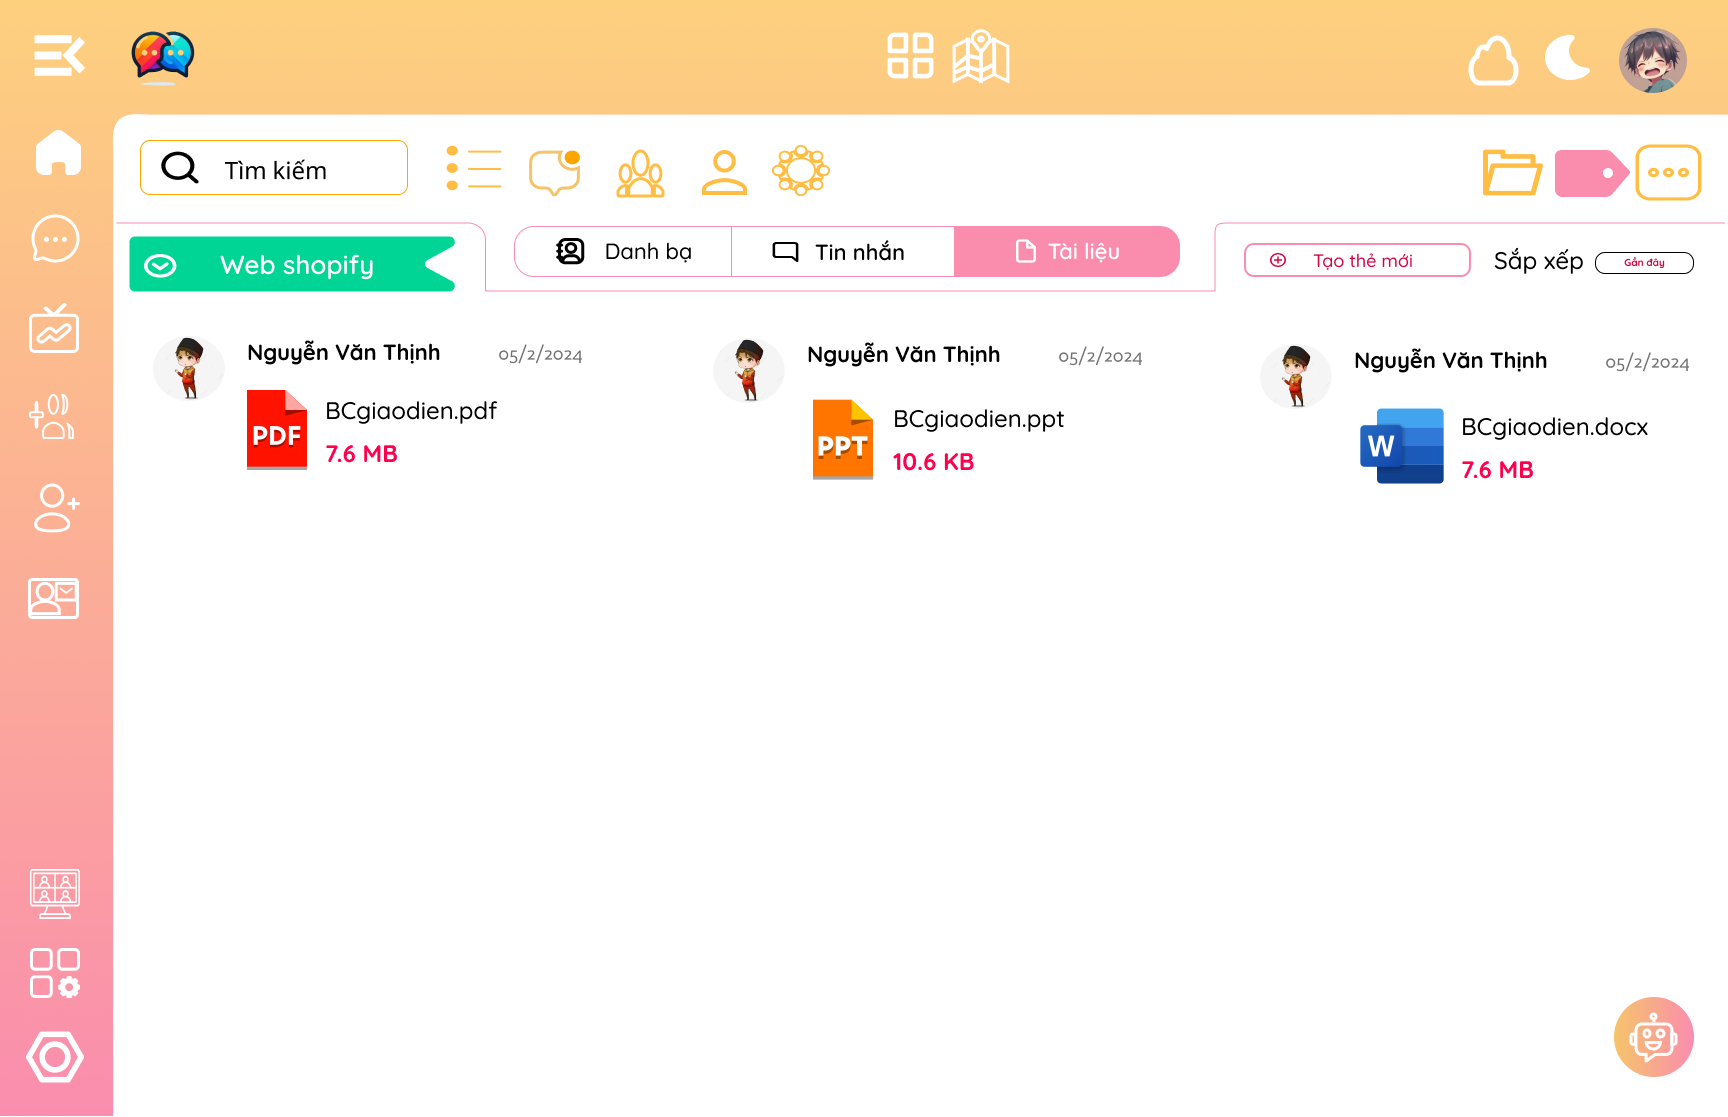 Tìm kiếm
Web shopify
Danh bạ
Tin nhắn
Tài liệu
Tạo thẻ mới
Sắp xếp
Gần đây
Nguyễn Văn Thịnh
05/2/2024
PDF
BCgiaodien.pdf
7.6 MB
Nguyễn Văn Thịnh
05/2/2024
PPT
BCgiaodien.ppt
10.6 KB
Nguyễn Văn Thịnh
05/2/2024
W
BCgiaodien.docx
7.6 MB